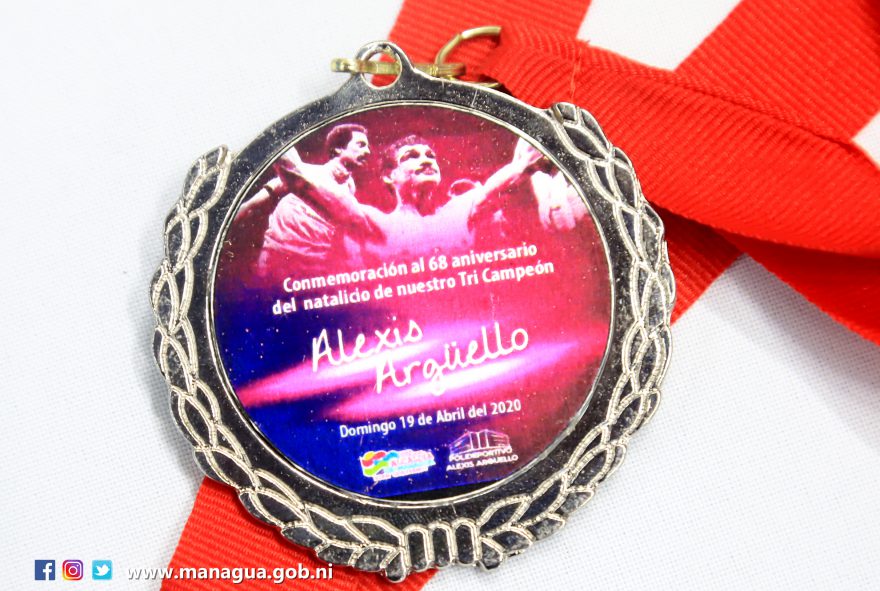 Conmemoración al 68 aniversario
del natalicio de nuestro Tri Campeón
Alexis
Argüello
Domingo 19 de Abril del 2020
POLIDEPORTIVO
ALEXIS ARGÜELLO
www.managua.gob.ni